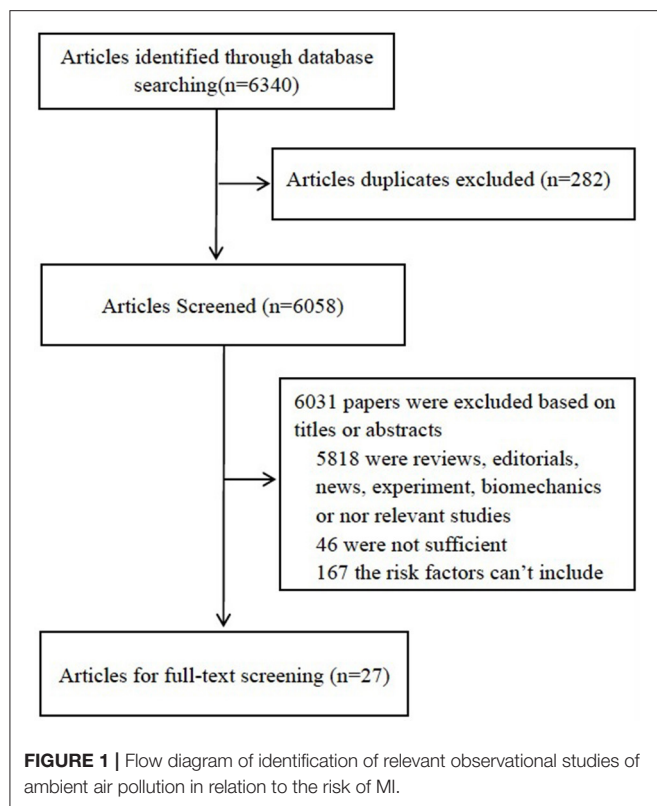 Articles identified through database
searching(n=6340)
Articles duplicates excluded (n=282)
Articles Screened (n=6058)
6031 papers were excluded based on
titles or abstracts
5818 were reviews, editorials,
news, experiment, biomechanics
or nor relevant studies
46 were not sufficient
167 the risk factors can't include
Articles for full-text screening (n=27)
FIGURE 1 | Flow diagram of identification of relevant observational studies of
ambient air pollution in relation to the risk of MI.